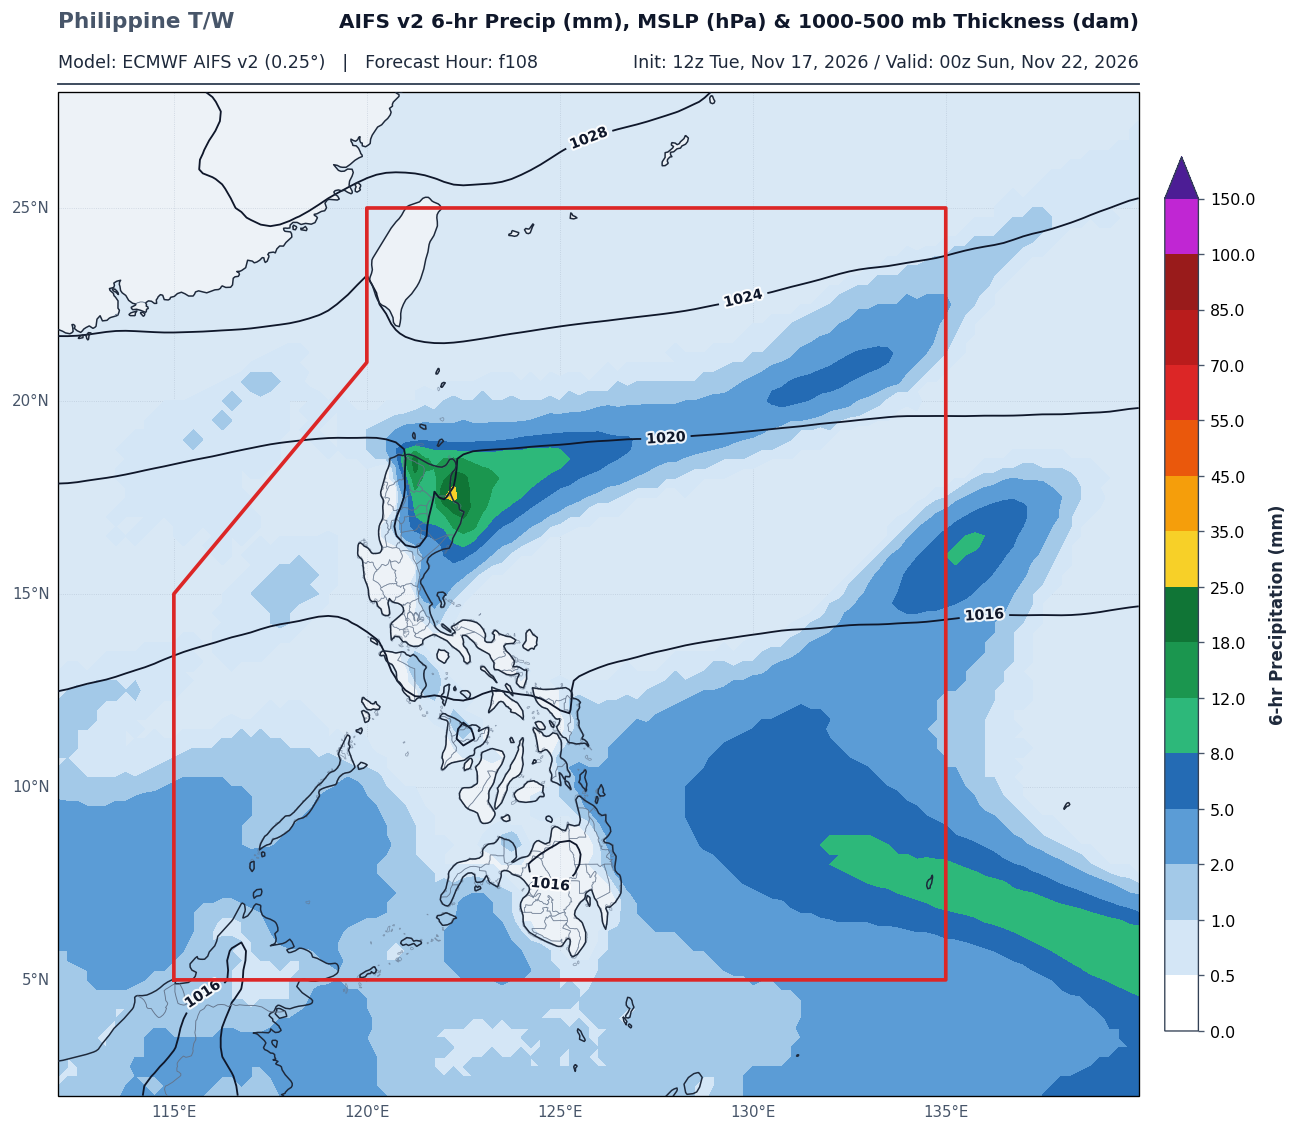 Philippine T/W
AIFS v2 6-hr Precip (mm), MSLP (hPa) & 1000-500 mb Thickness (dam)
Model: ECMWF AIFS v2 (0.25°) | Forecast Hour: f108
Init: 12z Tue, Nov 17, 2026 / Valid: 00z Sun, Nov 22, 2026
1028
1024
1020
1016
1016
1016
25°N
20°N
15°N
10°N
5°N
115°E
120°E
125°E
130°E
135°E
150.0
100.0
85.0
70.0
55.0
45.0
35.0
25.0
18.0
12.0
8.0
5.0
2.0
1.0
0.5
0.0
6-hr Precipitation (mm)